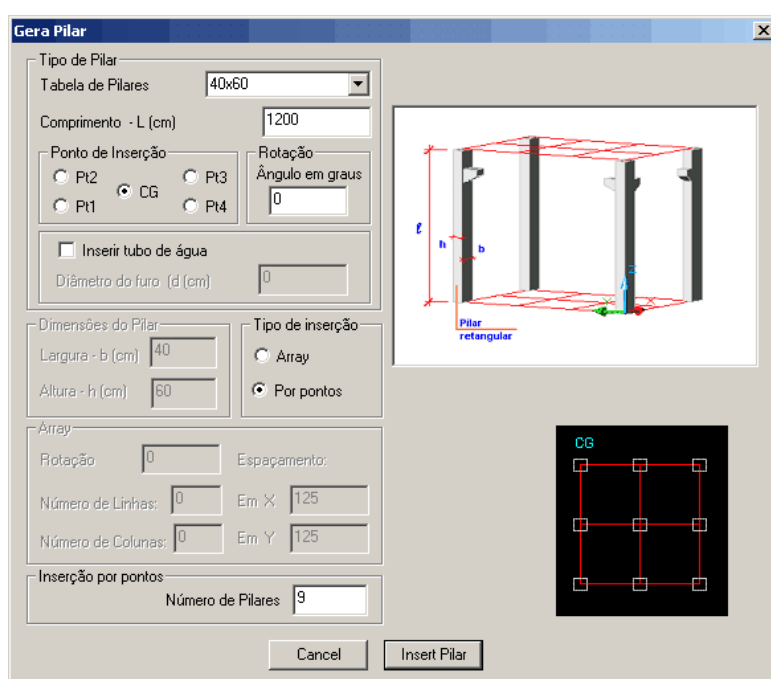 Gera Pilar
Tipo de Pilar
Tabela de Pilares 40x60
Comprimento - L (cm) 1200
Ponto de Inserção
Pt2 CG Pt3
Pt1 Pt4
Rotação
Ângulo em graus
0
Inserir tubo de água
Diâmetro do furo (d (cm) 0
Dimensões do Pilar
Largura - b (cm) 40
Altura - h (cm) 60
Tipo de inserção
Array
Por pontos
Array
Rotação 0 Espaçamento:
Número de Linhas: 0 Em X 125
Número de Colunas: 0 Em Y 125
Inserção por pontos
Número de Pilares 9
Cancel Insert Pilar
ℓ
h b
Z
Y X
Pilar
retangular
CG